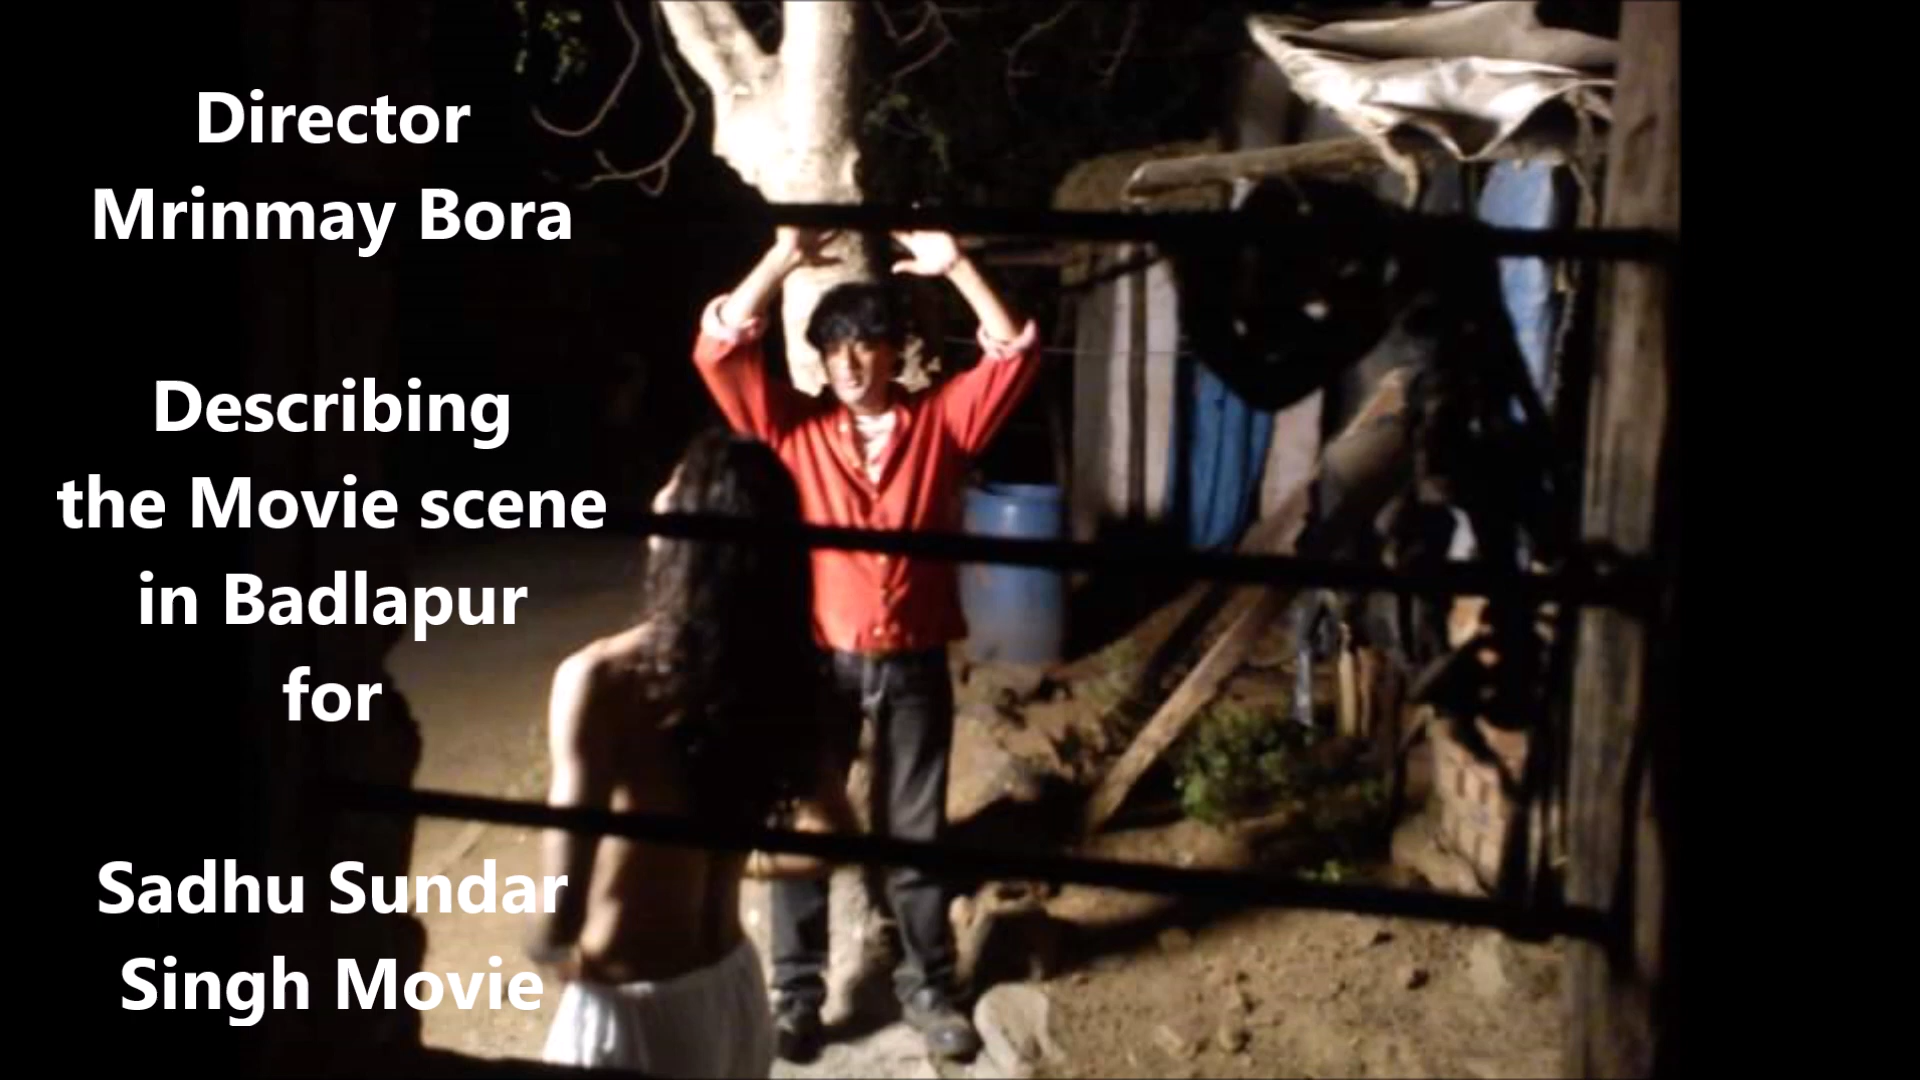 Director
Mrinmay Bora
Describing
the Movie scene
in Badlapur
for
Sadhu Sundar
Singh Movie